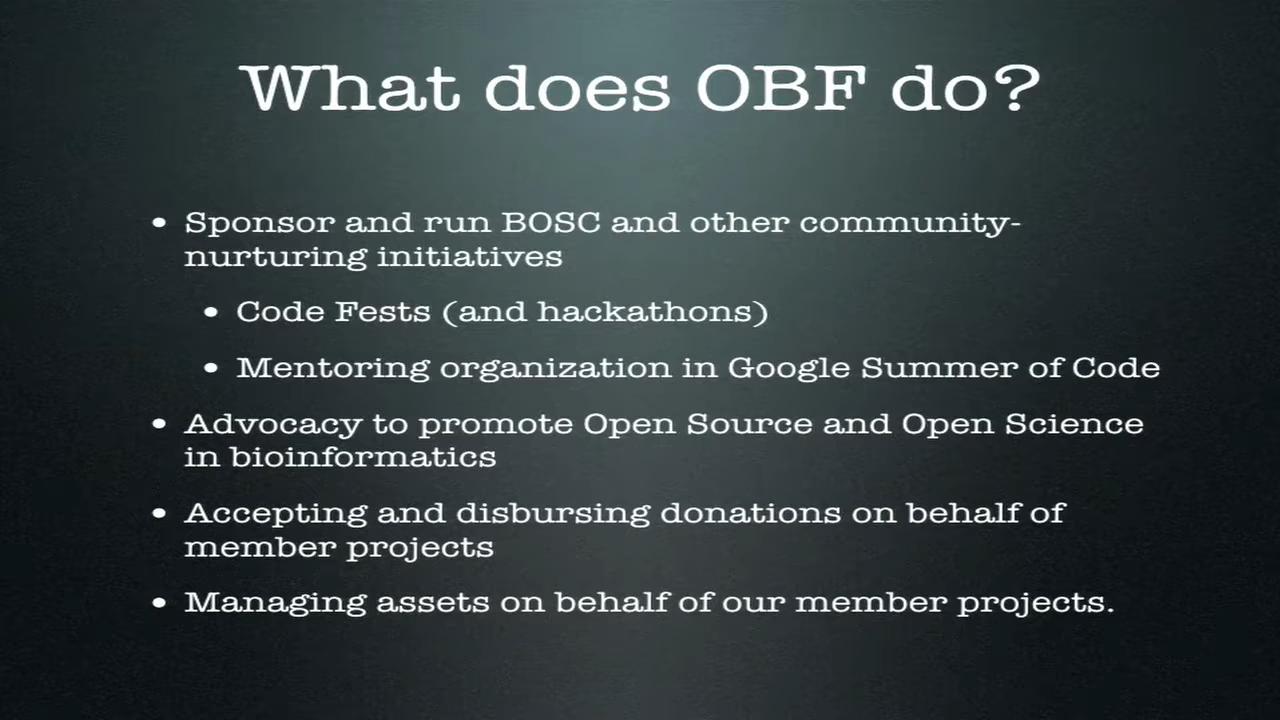 What does OBF do?
• Sponsor and run BOSC and other community-
nurturing initiatives
• Code Fests (and hackathons)
• Mentoring organization in Google Summer of Code
• Advocacy to promote Open Source and Open Science
in bioinformatics
• Accepting and disbursing donations on behalf of
member projects
• Managing assets on behalf of our member projects.